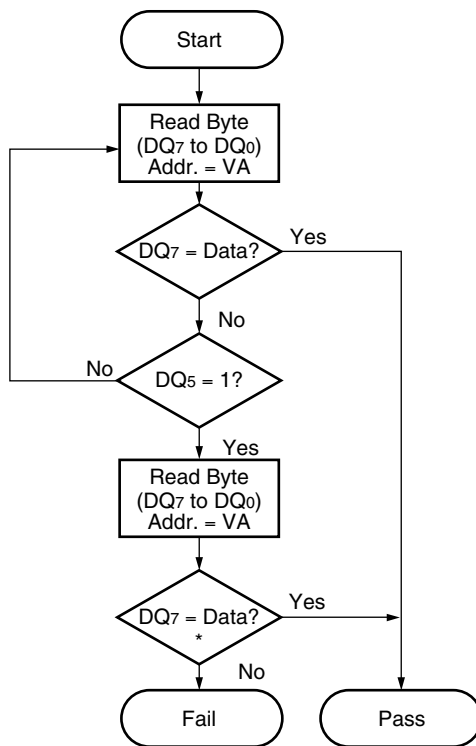 Start
Read Byte
(DQ7 to DQ0)
Addr. = VA
DQ7 = Data?
Yes
No
No
DQ5 = 1?
Yes
Read Byte
(DQ7 to DQ0)
Addr. = VA
DQ7 = Data?
*
Yes
No
Fail
Pass